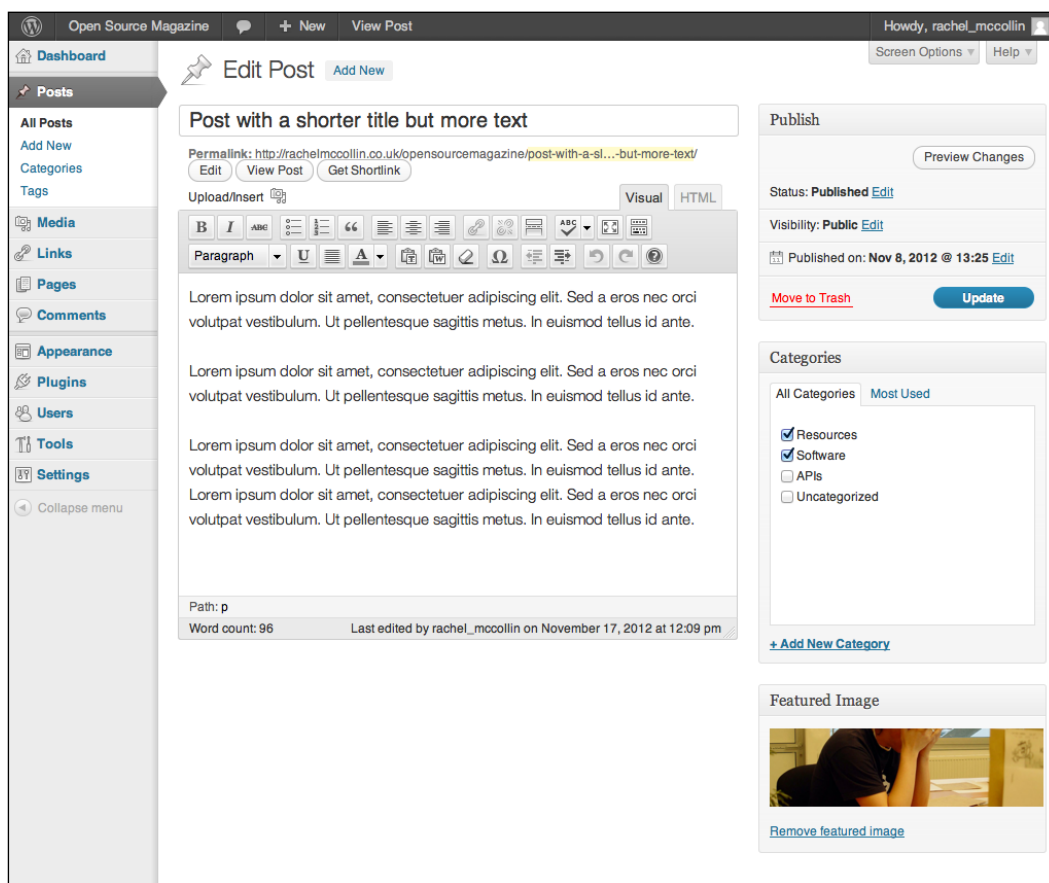 Open Source Magazine + New View Post Howdy, rachel_mccollin
Screen Options Help
Dashboard
Posts
All Posts
Add New
Categories
Tags
Media
Links
Pages
Comments
Appearance
Plugins
Users
Tools
Settings
Collapse menu
Edit Post Add New
Post with a shorter title but more text
Permalink: http://rachelmccollin.co.uk/opensourcemagazine/post-with-a-sl...-but-more-text/
Edit View Post Get Shortlink
Upload/Insert Visual HTML
B I ABC ABC
Paragraph U A T W Ω
Lorem ipsum dolor sit amet, consectetuer adipiscing elit. Sed a eros nec orci
volutpat vestibulum. Ut pellentesque sagittis metus. In euismod tellus id ante.
Lorem ipsum dolor sit amet, consectetuer adipiscing elit. Sed a eros nec orci
volutpat vestibulum. Ut pellentesque sagittis metus. In euismod tellus id ante.
Lorem ipsum dolor sit amet, consectetuer adipiscing elit. Sed a eros nec orci
volutpat vestibulum. Ut pellentesque sagittis metus. In euismod tellus id ante.
Lorem ipsum dolor sit amet, consectetuer adipiscing elit. Sed a eros nec orci
volutpat vestibulum. Ut pellentesque sagittis metus. In euismod tellus id ante.
Path: p
Word count: 96 Last edited by rachel_mccollin on November 17, 2012 at 12:09 pm
Publish
Preview Changes
Status: Published Edit
Visibility: Public Edit
Published on: Nov 8, 2012 @ 13:25 Edit
Move to Trash Update
Categories
All Categories Most Used
Resources
Software
APIs
Uncategorized
+ Add New Category
Featured Image
Remove featured image